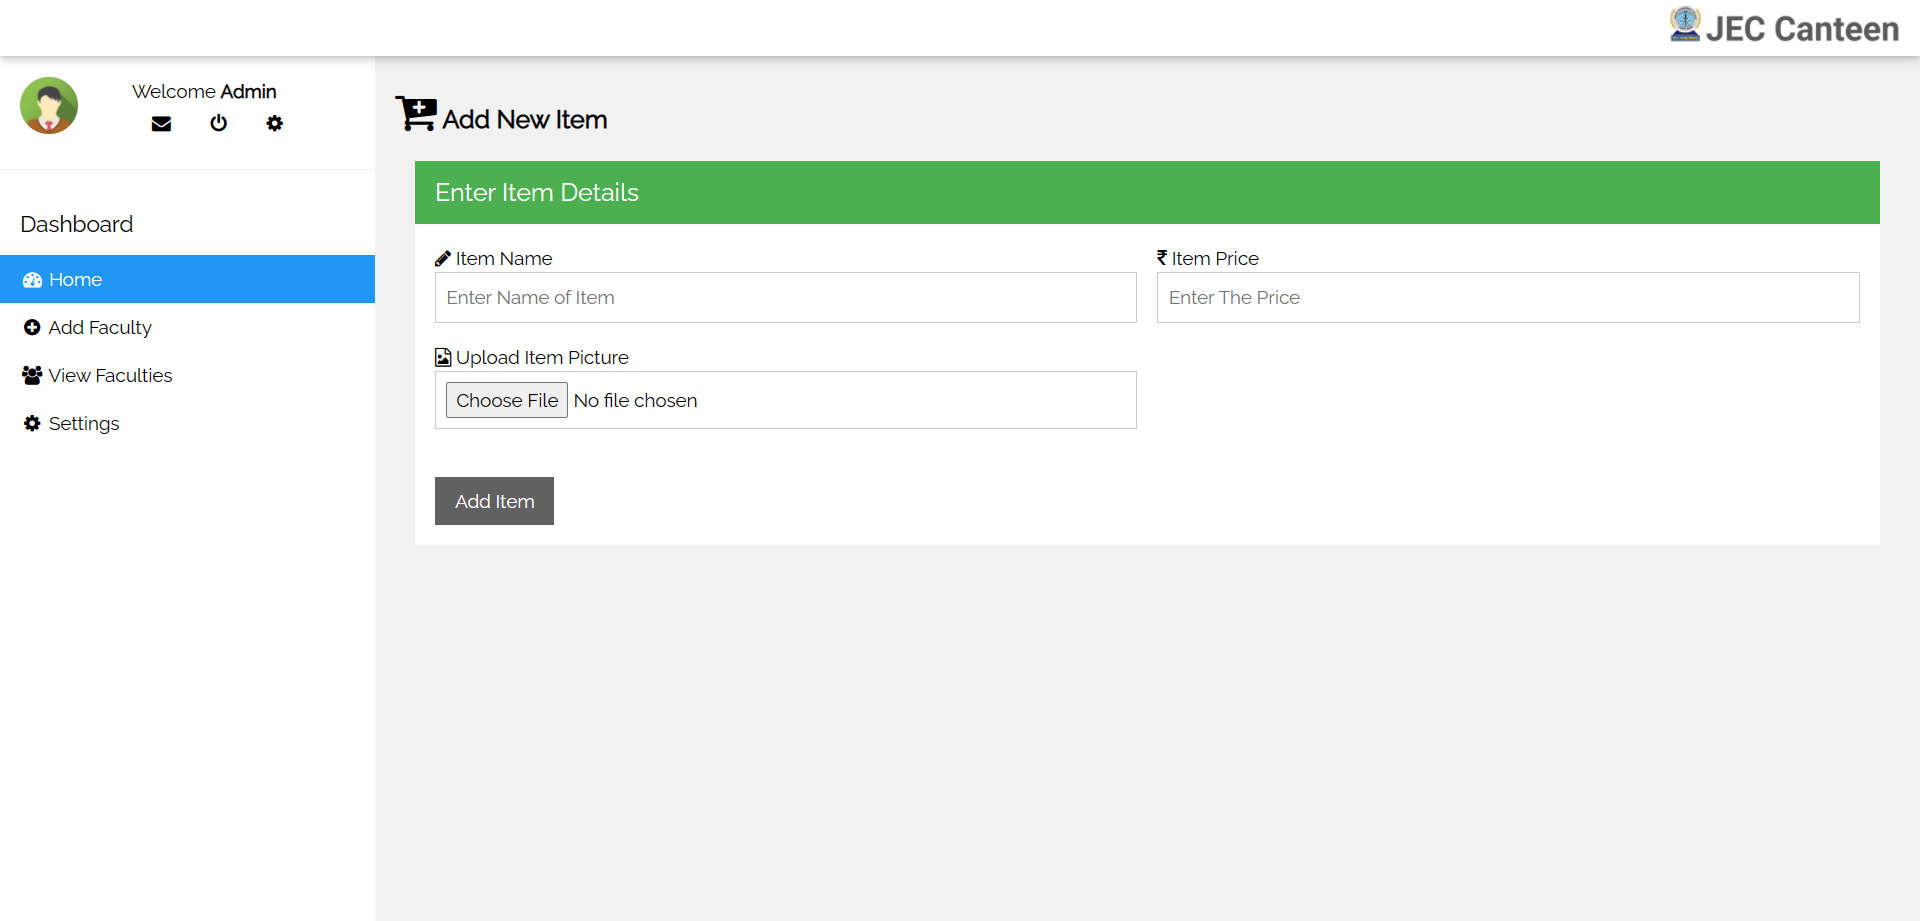 JEC Canteen
Welcome Admin
Dashboard
Home
Add Faculty
View Faculties
Settings
Add New Item
Enter Item Details
Item Name
Enter Name of Item
₹ Item Price
Enter The Price
Upload Item Picture
Choose File No file chosen
Add Item